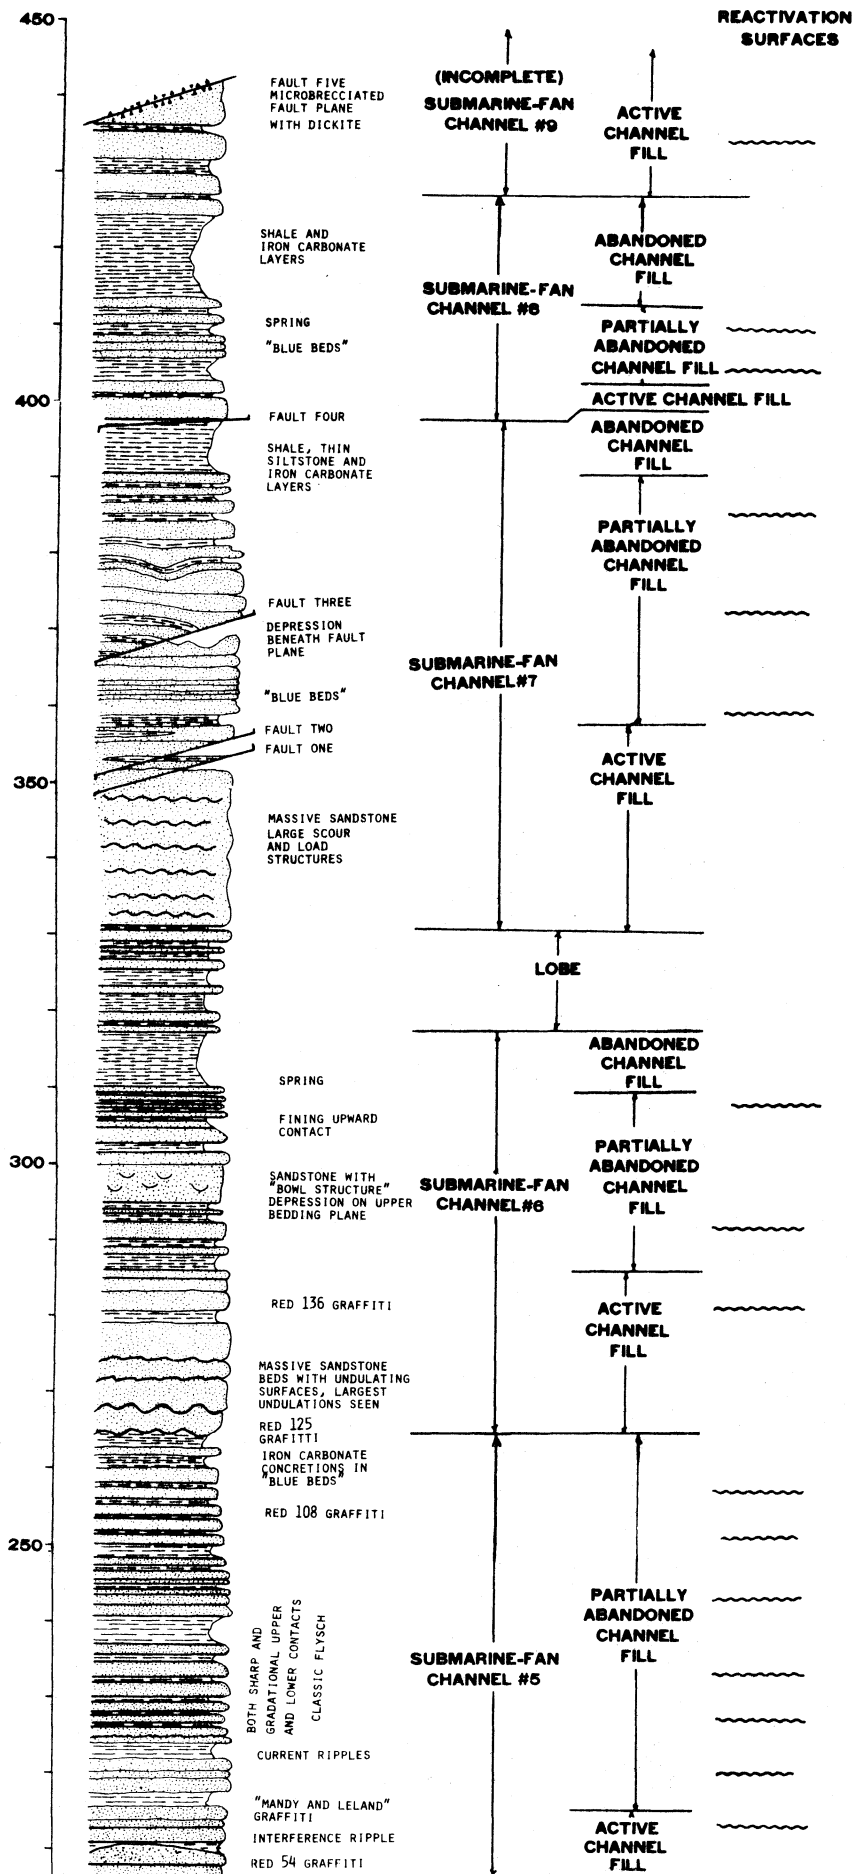 REACTIVATION
SURFACES
450
FAULT FIVE
MICROBRECCIATED
FAULT PLANE
WITH DICKITE
(INCOMPLETE)
SUBMARINE-FAN
CHANNEL #9
ACTIVE
CHANNEL
FILL
SHALE AND
IRON CARBONATE
LAYERS
SPRING
"BLUE BEDS"
SUBMARINE-FAN
CHANNEL #8
ABANDONED
CHANNEL
FILL
PARTIALLY
ABANDONED
CHANNEL FILL
400
ACTIVE CHANNEL FILL
FAULT FOUR
ABANDONED
CHANNEL
FILL
SHALE, THIN
SILTSTONE AND
IRON CARBONATE
LAYERS
PARTIALLY
ABANDONED
CHANNEL
FILL
FAULT THREE
DEPRESSION
BENEATH FAULT
PLANE
SUBMARINE-FAN
CHANNEL#7
"BLUE BEDS"
FAULT TWO
FAULT ONE
ACTIVE
CHANNEL
FILL
350
MASSIVE SANDSTONE
LARGE SCOUR
AND LOAD
STRUCTURES
LOBE
ABANDONED
CHANNEL
FILL
SPRING
FINING UPWARD
CONTACT
300
SANDSTONE WITH
"BOWL STRUCTURE"
DEPRESSION ON UPPER
BEDDING PLANE
SUBMARINE-FAN
CHANNEL#6
PARTIALLY
ABANDONED
CHANNEL
FILL
RED 136 GRAFFITI
ACTIVE
CHANNEL
FILL
MASSIVE SANDSTONE
BEDS WITH UNDULATING
SURFACES, LARGEST
UNDULATIONS SEEN
RED 125
GRAFITTI
IRON CARBONATE
CONCRETIONS IN
"BLUE BEDS"
RED 108 GRAFFITI
250
BOTH SHARP AND
GRADATIONAL UPPER
AND LOWER CONTACTS
CLASSIC FLYSCH
SUBMARINE-FAN
CHANNEL #5
PARTIALLY
ABANDONED
CHANNEL
FILL
CURRENT RIPPLES
"MANDY AND LELAND"
GRAFFITI
INTERFERENCE RIPPLE
RED 54 GRAFFITI
ACTIVE
CHANNEL
FILL